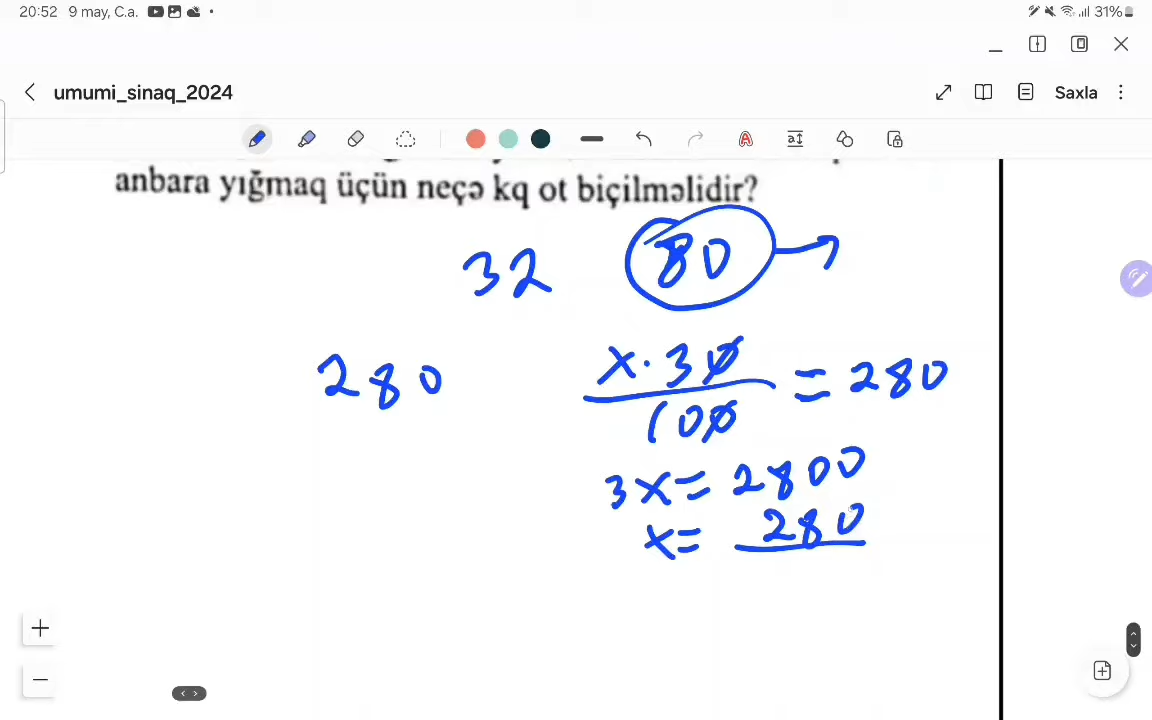 20:52 9 may, C.a. 31%
umumi_sinaq_2024 Saxla
anbara yığmaq üçün neçə kq ot biçilməlidir?
32 80
280 x·30/100 = 280
3x = 2800
x = 280